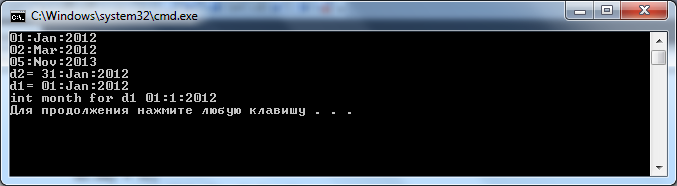 C:\Windows\system32\cmd.exe
01:Jan:2012
02:Mar:2012
05:Nov:2013
d2= 31:Jan:2012
d1= 01:Jan:2012
int month for d1 01:1:2012
Для продолжения нажмите любую клавишу . . .